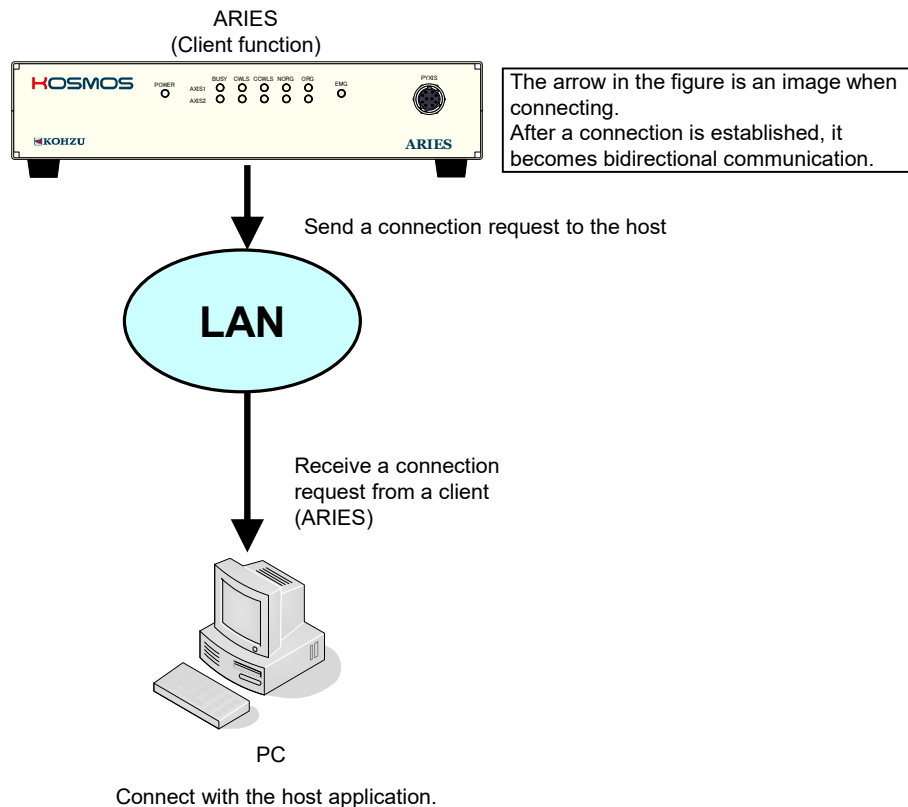 ARIES
(Client function)
KOSMOS
POWER
BUSY CWLS CCWLS NORG ORG
AXIS1
AXIS2
EMG
PYXIS
KOHZU
ARIES
The arrow in the figure is an image when
connecting.
After a connection is established, it
becomes bidirectional communication.
Send a connection request to the host
LAN
Receive a connection
request from a client
(ARIES)
PC
Connect with the host application.